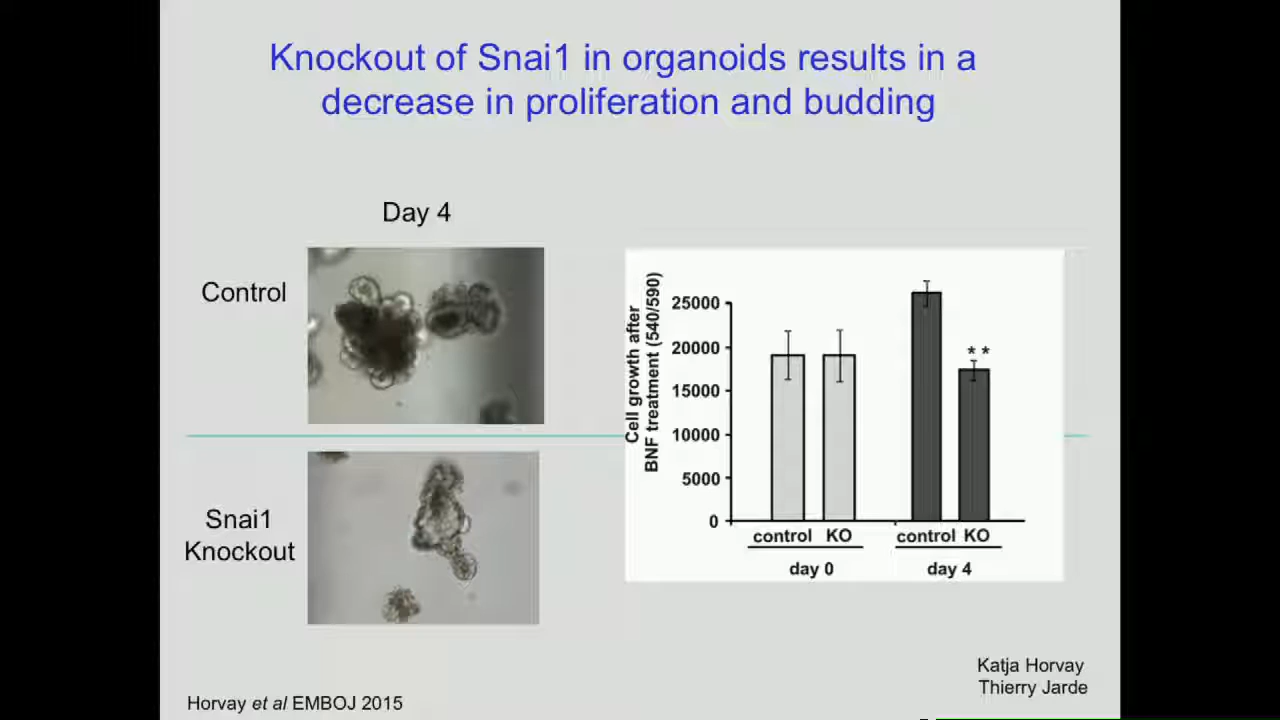 Knockout of Snai1 in organoids results in a
decrease in proliferation and budding
Day 4
Control
Snai1
Knockout
Cell growth after
BNF treatment (540/590)
25000
20000
15000
10000
5000
0
* *
control KO
control KO
day 0
day 4
Katja Horvay
Thierry Jarde
Horvay et al EMBOJ 2015